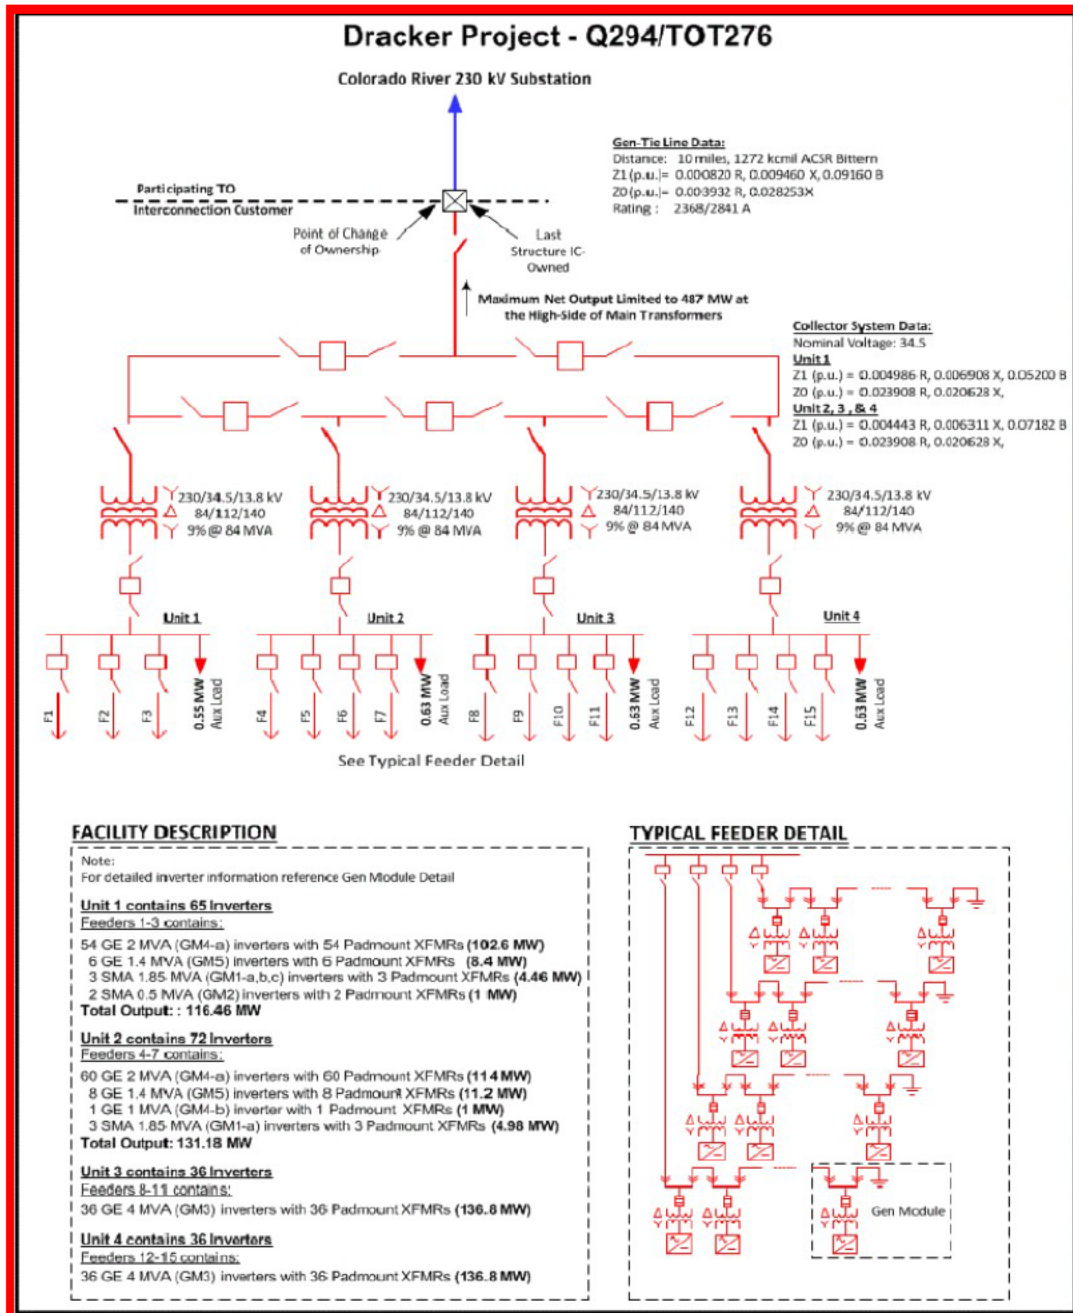 Dracker Project - Q294/TOT276
Colorado River 230 kV Substation
Gen-Tie Line Data:
Distance: 10 miles, 1272 kcmil ACSR Bittern
Z1 (p.u.)= 0.000820 R, 0.009460 X, 0.09160 B
Z0 (p.u.)= 0.003932 R, 0.028253X
Rating : 2368/2841 A
Participating TO
Interconnection Customer
Point of Change
of Ownership
Last
Structure IC-
Owned
Maximum Net Output Limited to 487 MW at
the High-Side of Main Transformers
Collector System Data:
Nominal Voltage: 34.5
Unit 1
Z1 (p.u.) = 0.004986 R, 0.006908 X, 0.05200 B
Z0 (p.u.) = 0.023908 R, 0.020628 X,
Unit 2, 3 , & 4
Z1 (p.u.) = 0.004443 R, 0.006311 X, 0.07182 B
Z0 (p.u.) = 0.023908 R, 0.020628 X,
230/34.5/13.8 kV
84/112/140
9% @ 84 MVA
230/34.5/13.8 kV
84/112/140
9% @ 84 MVA
230/34.5/13.8 kV
84/112/140
9% @ 84 MVA
230/34.5/13.8 kV
84/112/140
9% @ 84 MVA
Unit 1
Unit 2
Unit 3
Unit 4
F1
F2
F3
0.55 MW
Aux Load
F4
F5
F6
F7
0.63 MW
Aux Load
F8
F9
F10
F11
0.63 MW
Aux Load
F12
F13
F14
F15
0.63 MW
Aux Load
See Typical Feeder Detail
FACILITY DESCRIPTION
Note:
For detailed inverter information reference Gen Module Detail
Unit 1 contains 65 Inverters
Feeders 1-3 contains:
54 GE 2 MVA (GM4-a) inverters with 54 Padmount XFMRs (102.6 MW)
6 GE 1.4 MVA (GM5) inverters with 6 Padmount XFMRs (8.4 MW)
3 SMA 1.85 MVA (GM1-a,b,c) inverters with 3 Padmount XFMRs (4.46 MW)
2 SMA 0.5 MVA (GM2) inverters with 2 Padmount XFMRs (1 MW)
Total Output: : 116.46 MW
Unit 2 contains 72 Inverters
Feeders 4-7 contains:
60 GE 2 MVA (GM4-a) inverters with 60 Padmount XFMRs (114 MW)
8 GE 1.4 MVA (GM5) inverters with 8 Padmount XFMRs (11.2 MW)
1 GE 1 MVA (GM4-b) inverter with 1 Padmount XFMRs (1 MW)
3 SMA 1.85 MVA (GM1-a) inverters with 3 Padmount XFMRs (4.98 MW)
Total Output: 131.18 MW
Unit 3 contains 36 Inverters
Feeders 8-11 contains:
36 GE 4 MVA (GM3) inverters with 36 Padmount XFMRs (136.8 MW)
Unit 4 contains 36 Inverters
Feeders 12-15 contains:
36 GE 4 MVA (GM3) inverters with 36 Padmount XFMRs (136.8 MW)
TYPICAL FEEDER DETAIL
Gen Module